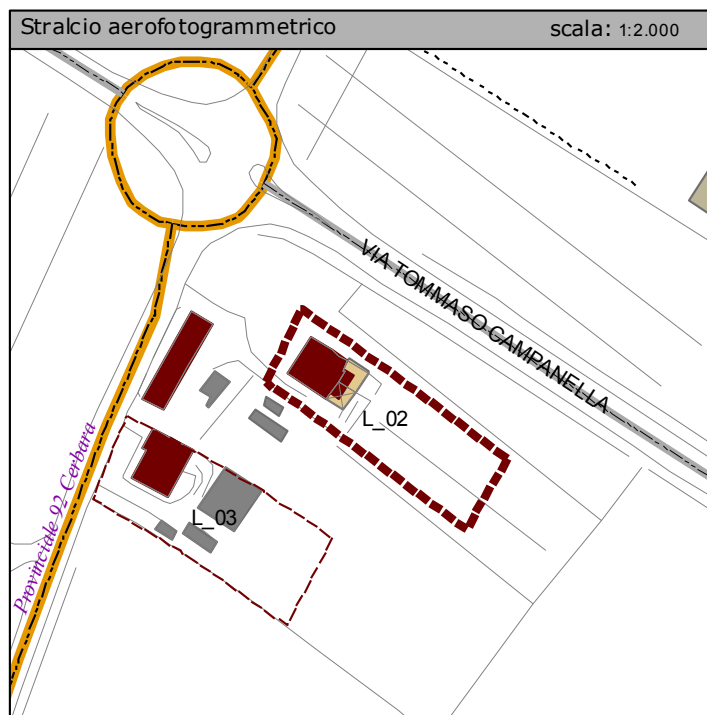 Stralcio aerofotogrammetrico scala: 1:2.000
VIA TOMMASO CAMPANELLA
L_02
Provinciale 92 Cerbara
L_03